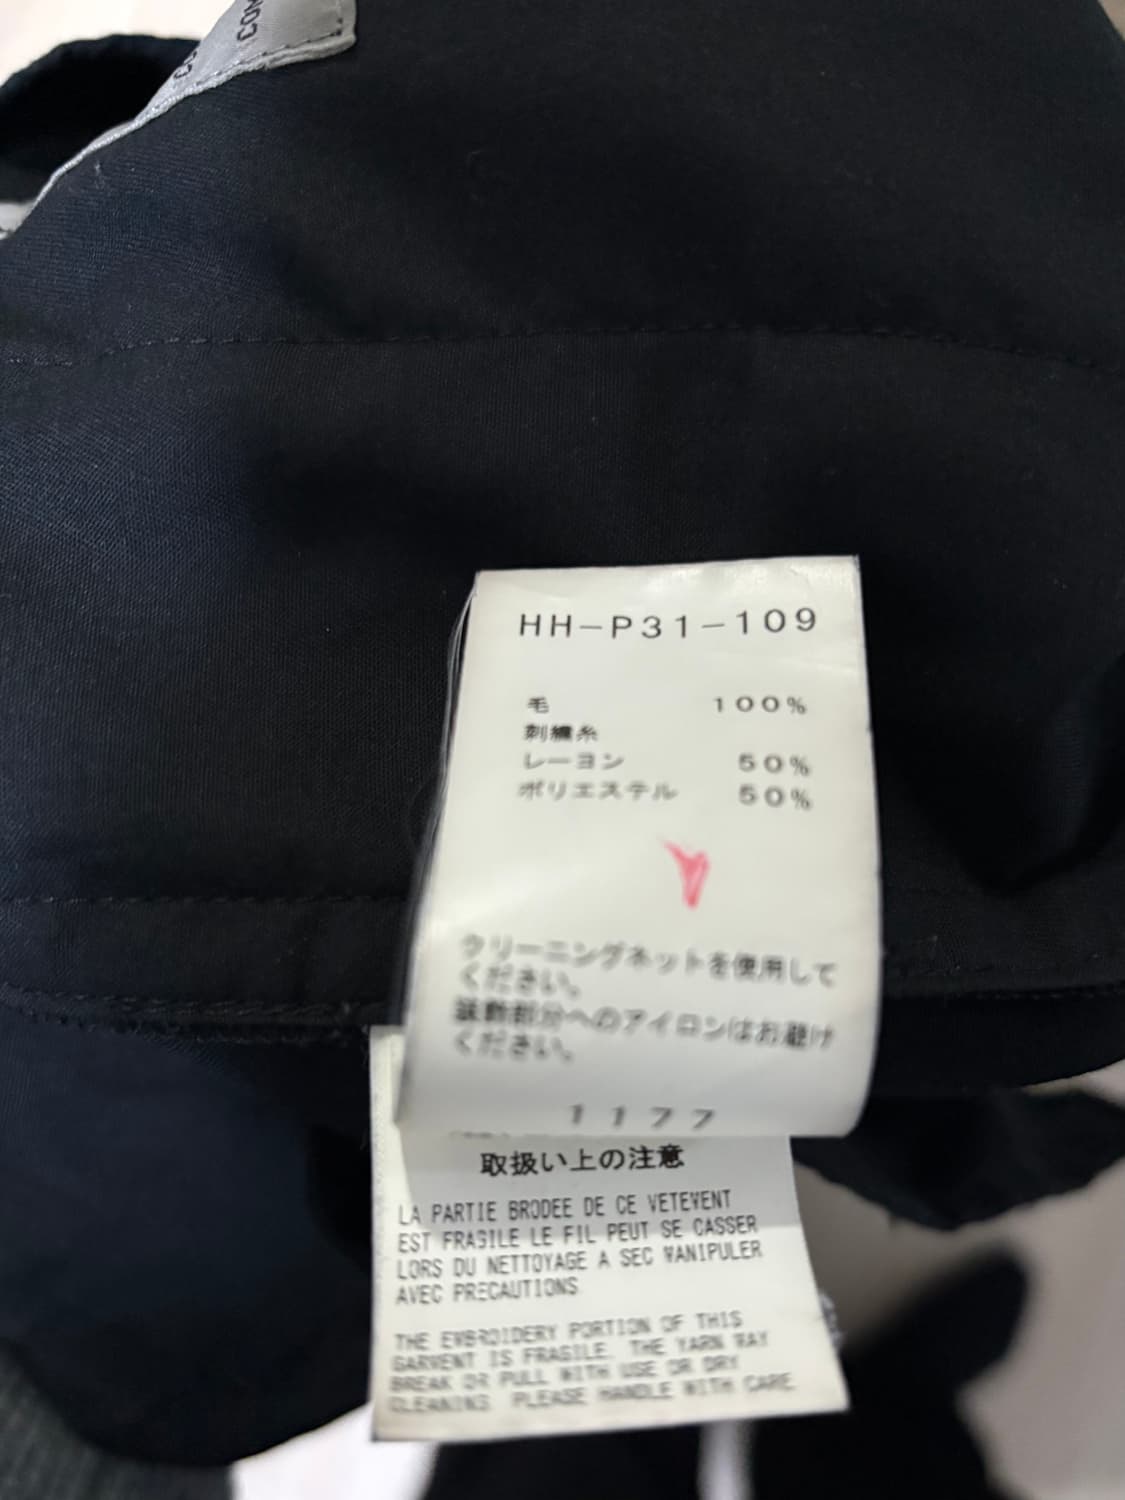 COM
HH-P31-109
毛 100%
刺繍糸
レーヨン 50%
ポリエステル 50%
クリーニングネットを使用して
ください。
装飾部分へのアイロンはお避け
ください。
1177
取扱い上の注意
LA PARTIE BRODEE DE CE VETEVENT
EST FRAGILE LE FIL PEUT SE CASSER
LORS DU NETTOYAGE A SEC MANIPULER
AVEC PRECAUTIONS
THE EMBROIDERY PORTION OF THIS
GARMENT IS FRAGILE. THE YARN MAY
BREAK OR PULL WITH USE OR DRY
CLEANING. PLEASE HANDLE WITH CARE.